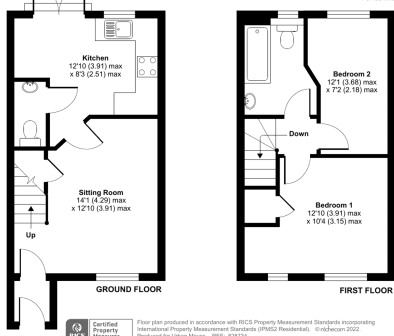 Kitchen
12'10 (3.91) max
x 8'3 (2.51) max
Bedroom 2
12'1 (3.68) max
x 7'2 (2.18) max
Down
Sitting Room
14'1 (4.29) max
x 12'10 (3.91) max
Bedroom 1
12'10 (3.91) max
x 10'4 (3.15) max
Up
GROUND FLOOR
FIRST FLOOR
RICS
Certified
Property
Measurer
Floor plan produced in accordance with RICS Property Measurement Standards incorporating
International Property Measurement Standards (IPMS2 Residential). © nichecom 2022.